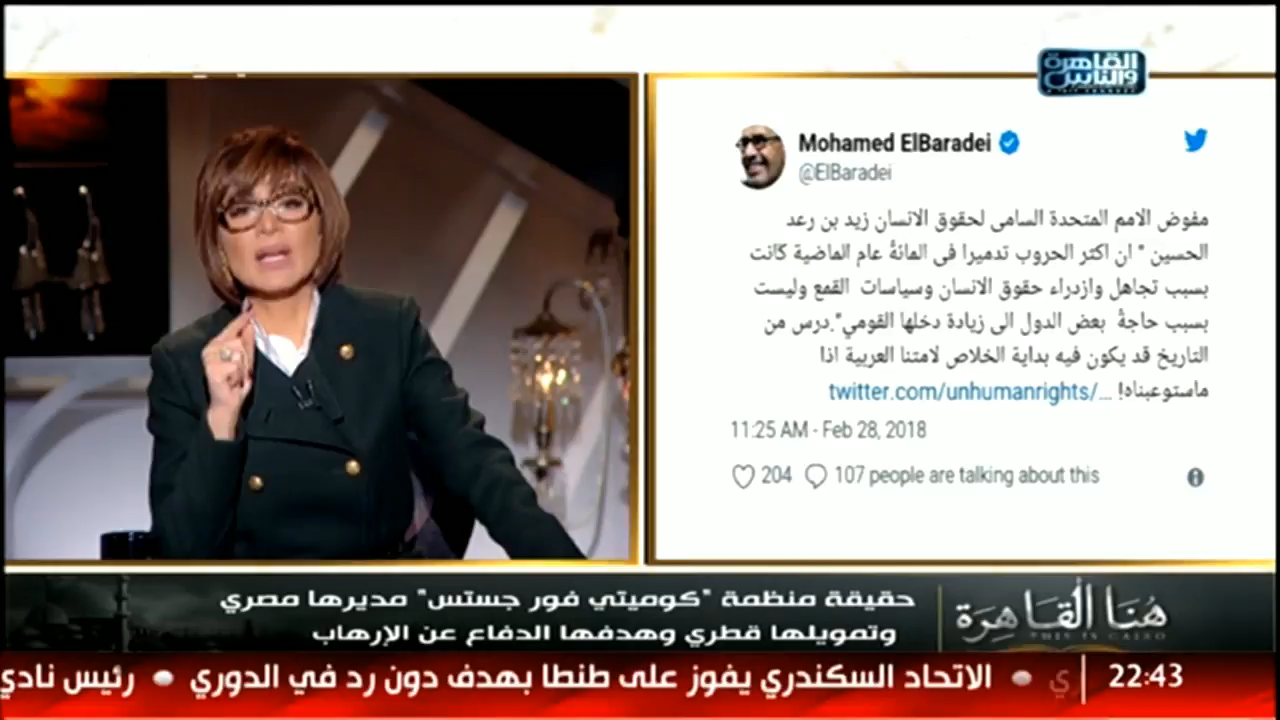 القاهرة
والناس
Mohamed ElBaradei
@ElBaradei
مفوض الامم المتحدة السامى لحقوق الانسان زيد بن رعد
الحسين " ان اكثر الحروب تدميرا فى المائة عام الماضية كانت
بسبب تجاهل وازدراء حقوق الانسان وسياسات القمع وليست
بسبب حاجة بعض الدول الى زيادة دخلها القومي".درس من
التاريخ قد يكون فيه بداية الخلاص لامتنا العربية اذا
ماستوعبناه! ...twitter.com/unhumanrights/
11:25 AM - Feb 28, 2018
204 107 people are talking about this
هنا القاهرة
THIS IS CAIRO
حقيقة منظمة "كوميتي فور جستس" مديرها مصري
وتمويلها قطري وهدفها الدفاع عن الإرهاب
22:43 ي • الاتحاد السكندري يفوز على طنطا بهدف دون رد في الدوري • رئيس نادي